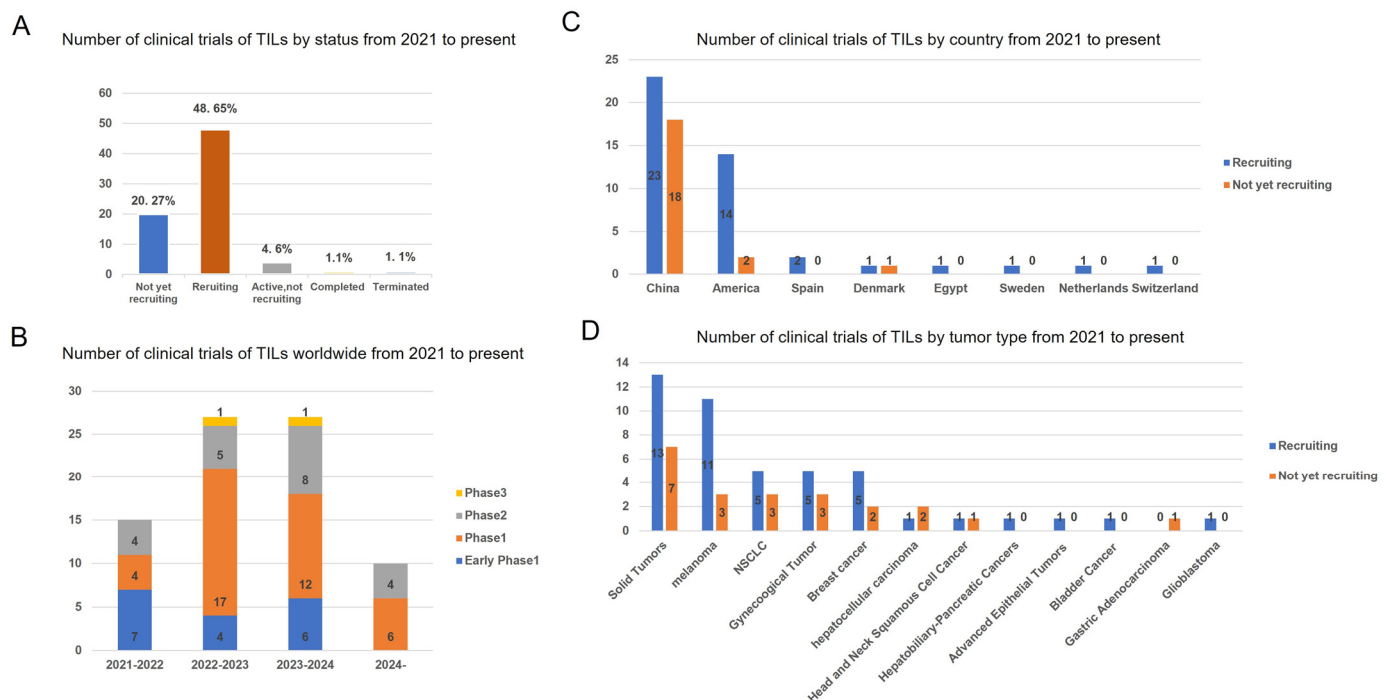 A
Number of clinical trials of TILs by status from 2021 to present
60
50
40
30
20
10
0
20. 27%
48. 65%
4. 6%
1.1%
1. 1%
Not yet
recruiting
Reruiting
Active,not
recruiting
Completed
Terminated
B
Number of clinical trials of TILs worldwide from 2021 to present
30
25
20
15
10
5
0
4
4
7
1
5
17
4
1
8
12
6
4
6
2021-2022
2022-2023
2023-2024
2024-
Phase3
Phase2
Phase1
Early Phase1
C
Number of clinical trials of TILs by country from 2021 to present
25
20
15
10
5
0
23
18
14
2
2
0
1
1
1
0
1
0
1
0
1
0
China
America
Spain
Denmark
Egypt
Sweden
Netherlands
Switzerland
Recruiting
Not yet recruiting
D
Number of clinical trials of TILs by tumor type from 2021 to present
14
12
10
8
6
4
2
0
13
7
11
3
5
3
5
3
5
2
1
2
1
1
1
0
1
0
1
0
0
1
1
0
Solid Tumors
melanoma
NSCLC
Gynecoogical Tumor
Breast cancer
hepatocellular carcinoma
Head and Neck Squamous Cell Cancer
Hepatobiliary-Pancreatic Cancers
Advanced Epithelial Tumors
Bladder Cancer
Gastric Adenocarcinoma
Glioblastoma
Recruiting
Not yet recruiting